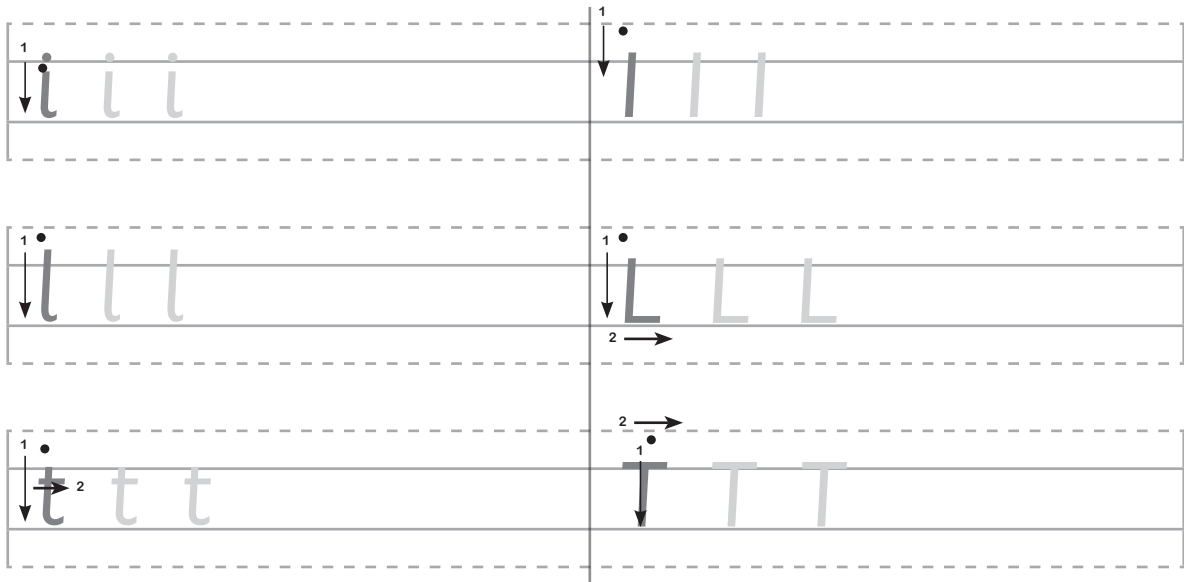 1 i i i
1 I I I
1 l l l
1 L L L
2
1 t t t
2
2
1 T T T